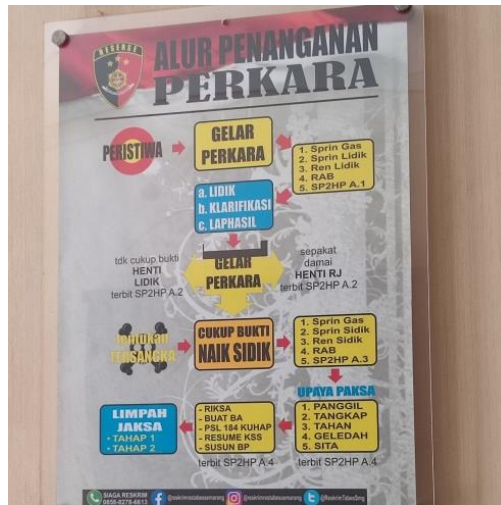 RESERSE
ALUR PENANGANAN
PERKARA
PERISTIWA
GELAR
PERKARA
1. Sprin Gas
2. Sprin Lidik
3. Ren Lidik
4. RAB
5. SP2HP A.1
a. LIDIK
b. KLARIFIKASI
c. LAPHASIL
tdk cukup bukti
HENTI
LIDIK
terbit SP2HP A.2
GELAR
PERKARA
sepakat
damai
HENTI RJ
terbit SP2HP A.2
tentukan
TERSANGKA
CUKUP BUKTI
NAIK SIDIK
1. Sprin Gas
2. Sprin Sidik
3. Ren Sidik
4. RAB
5. SP2HP A.3
UPAYA PAKSA
1. PANGGIL
2. TANGKAP
3. TAHAN
4. GELEDAH
5. SITA
terbit SP2HP A.4
- RIKSA
- BUAT BA
- PSL 184 KUHAP
- RESUME KSS
- SUSUN BP
terbit SP2HP A.4
LIMPAH
JAKSA
• TAHAP 1
• TAHAP 2
SIAGA RESKRIM